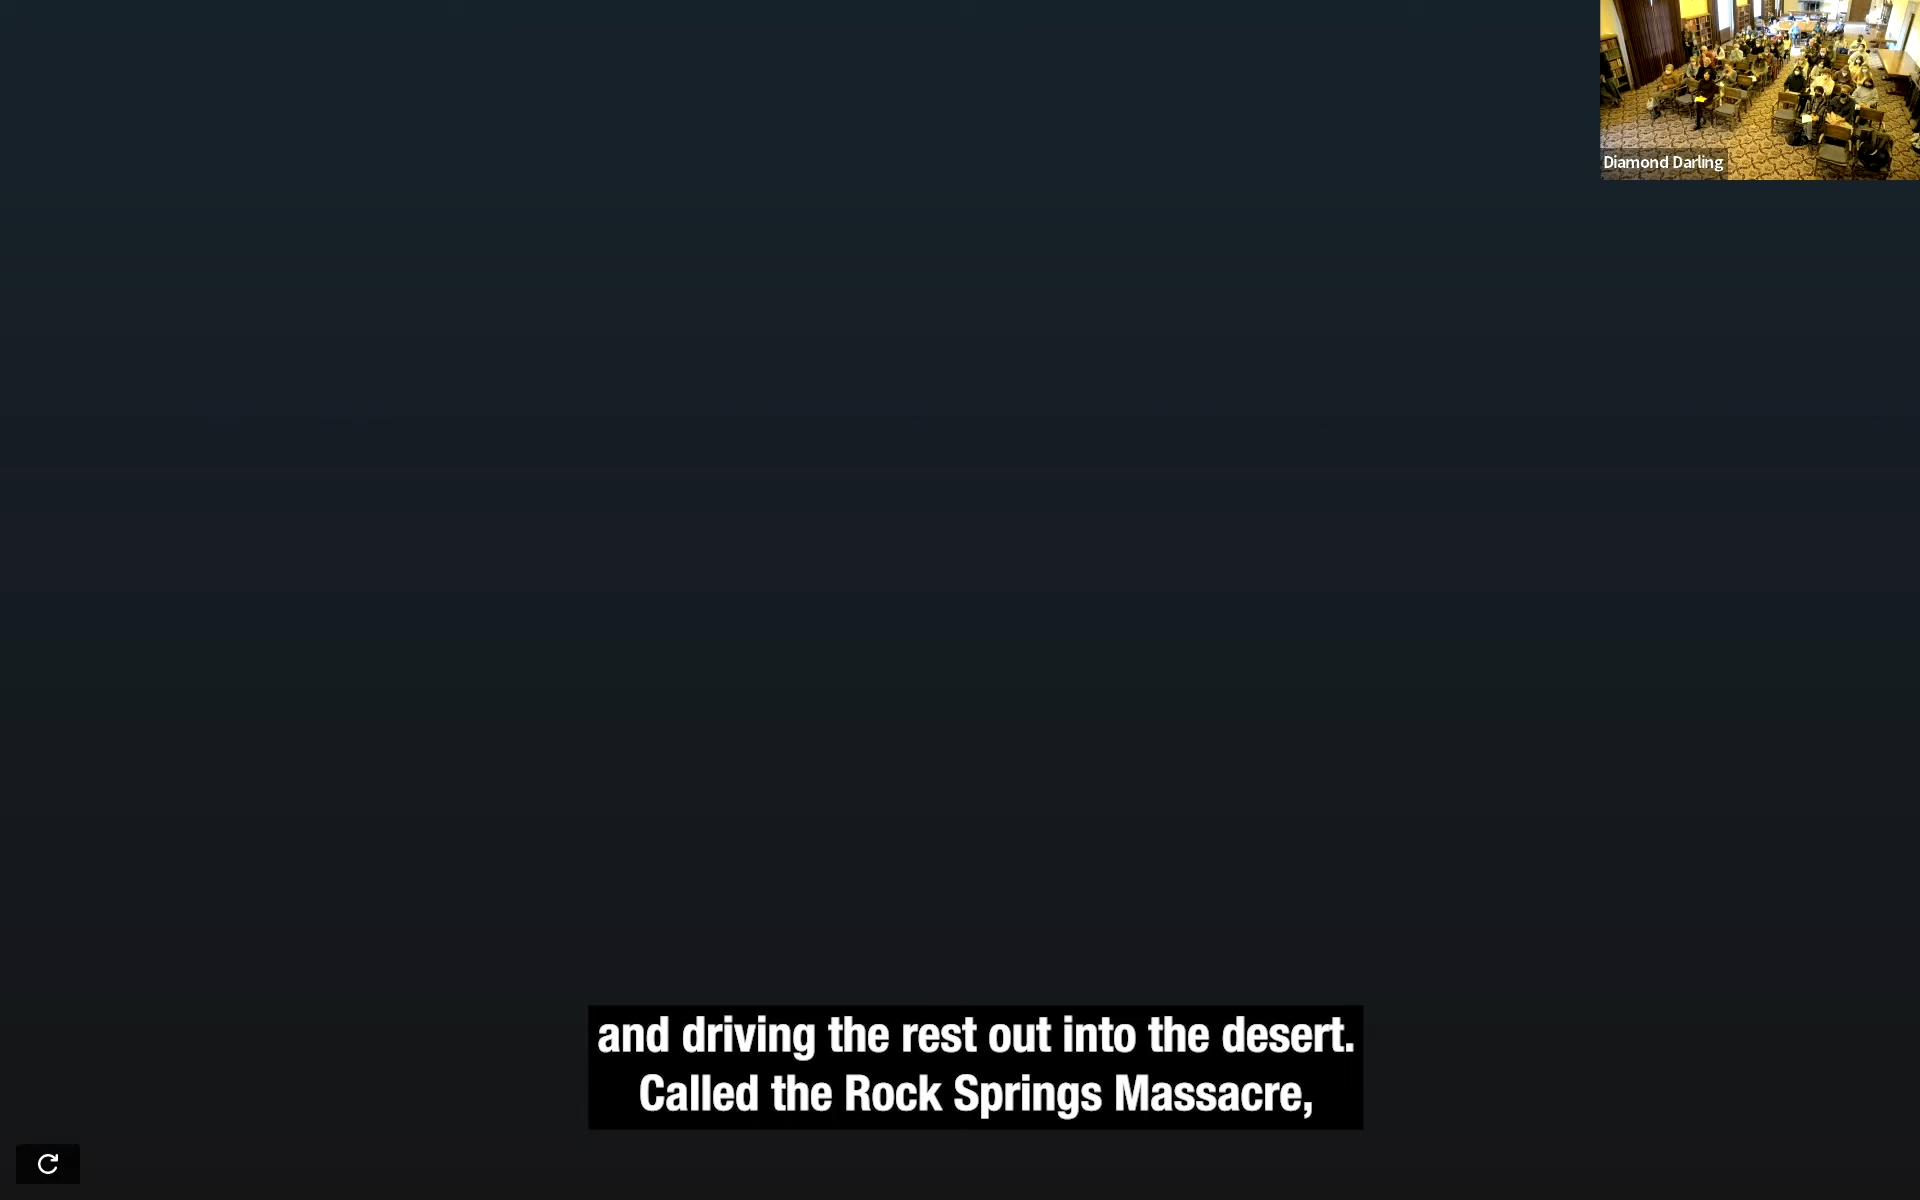 Diamond Darling
and driving the rest out into the desert.
Called the Rock Springs Massacre,